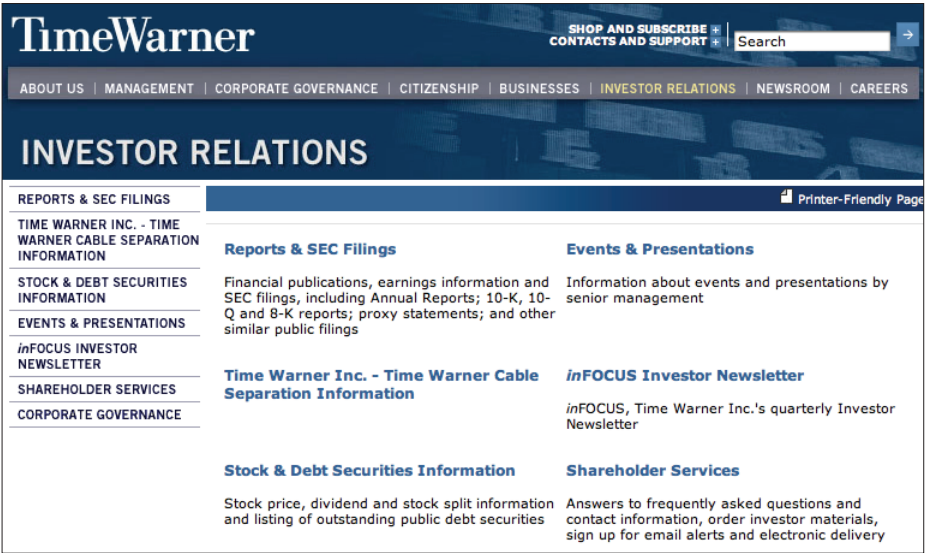 TimeWarner
SHOP AND SUBSCRIBE +
CONTACTS AND SUPPORT +
Search
ABOUT US | MANAGEMENT | CORPORATE GOVERNANCE | CITIZENSHIP | BUSINESSES | INVESTOR RELATIONS | NEWSROOM | CAREERS
INVESTOR RELATIONS
REPORTS & SEC FILINGS
TIME WARNER INC. - TIME
WARNER CABLE SEPARATION
INFORMATION
STOCK & DEBT SECURITIES
INFORMATION
EVENTS & PRESENTATIONS
inFOCUS INVESTOR
NEWSLETTER
SHAREHOLDER SERVICES
CORPORATE GOVERNANCE
Printer-Friendly Page
Reports & SEC Filings
Financial publications, earnings information and
SEC filings, including Annual Reports; 10-K, 10-
Q and 8-K reports; proxy statements; and other
similar public filings
Events & Presentations
Information about events and presentations by
senior management
Time Warner Inc. - Time Warner Cable
Separation Information
inFOCUS Investor Newsletter
inFOCUS, Time Warner Inc.'s quarterly Investor
Newsletter
Stock & Debt Securities Information
Stock price, dividend and stock split information
and listing of outstanding public debt securities
Shareholder Services
Answers to frequently asked questions and
contact information, order investor materials,
sign up for email alerts and electronic delivery